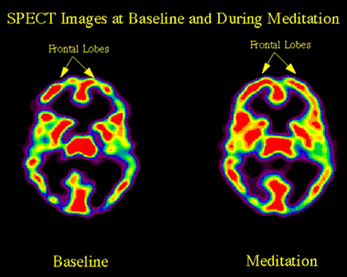 SPECT Images at Baseline and During Meditation
Frontal Lobes
Frontal Lobes
Baseline
Meditation